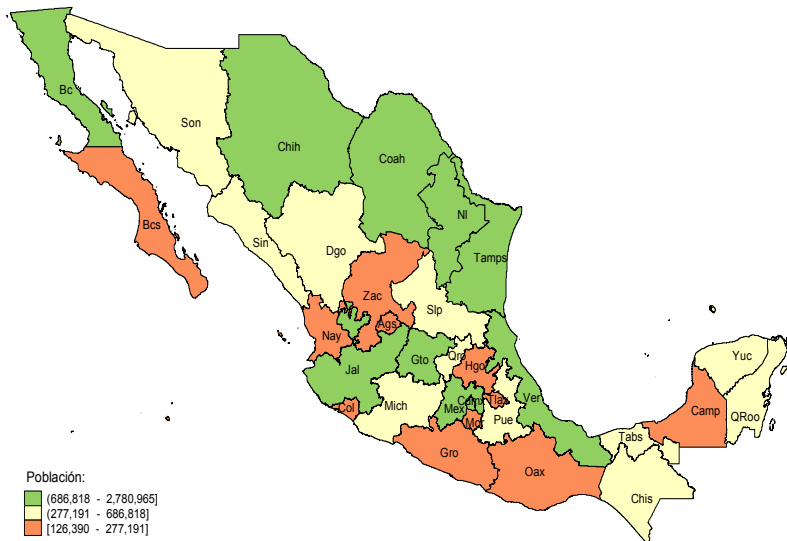 Bc
Son
Chih
Coah
Bcs
Nl
Sin
Dgo
Tamps
Zac
Slp
Nay
Ags
Jal
Gto
Qro
Hgo
Yuc
Col
Mich
Mex
Cdmx
Tlax
Ver
Camp
QRoo
Mor
Pue
Tabs
Gro
Oax
Chis
Población:
(686,818 - 2,780,965]
(277,191 - 686,818]
[126,390 - 277,191]